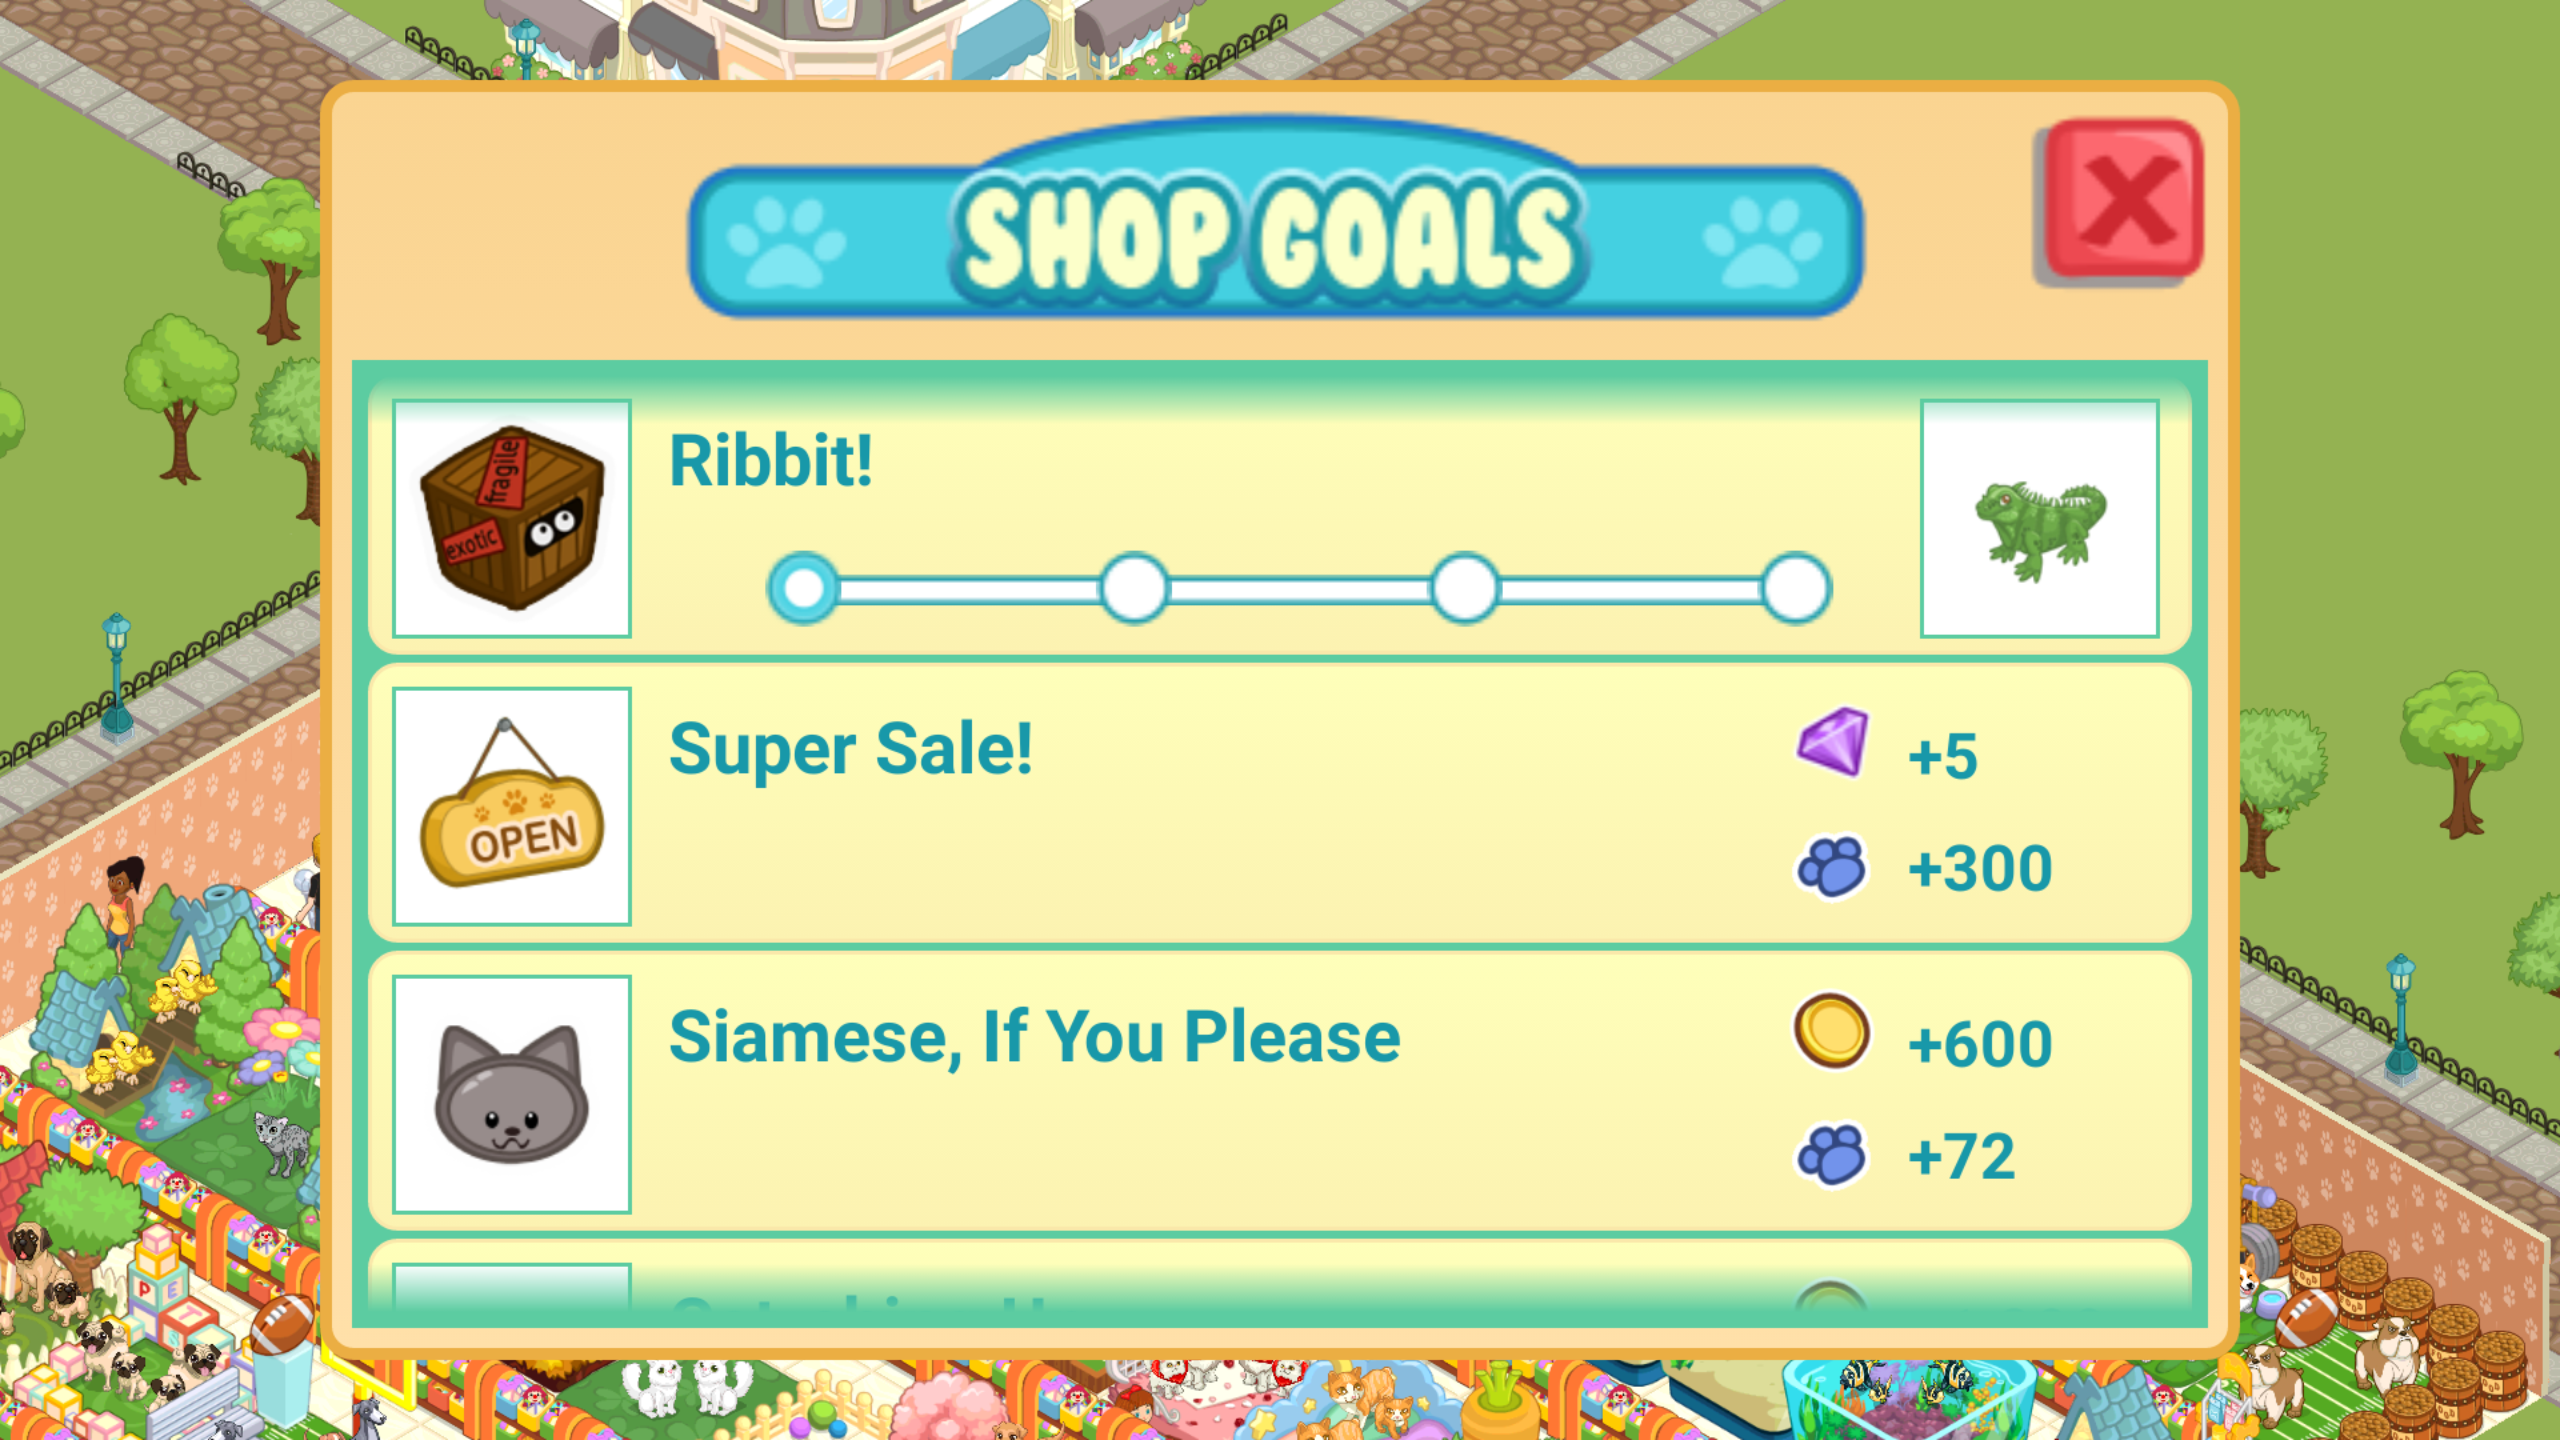 SHOP GOALS
fragile
exotic
Ribbit!
OPEN
Super Sale!
+5
+300
Siamese, If You Please
+600
+72